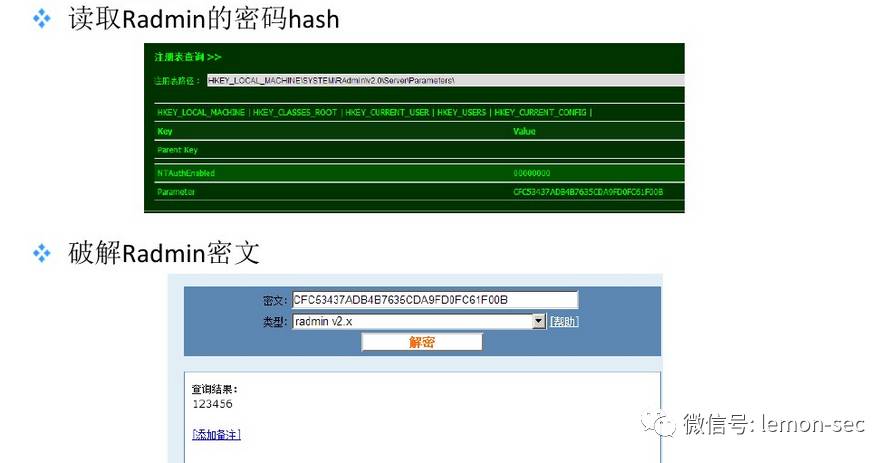 读取Radmin的密码hash
注册表查询 >>
注册表路径： HKEY_LOCAL_MACHINE\SYSTEM\RAdmin\v2.0\Server\Parameters\
HKEY_LOCAL_MACHINE | HKEY_CLASSES_ROOT | HKEY_CURRENT_USER | HKEY_USERS | HKEY_CURRENT_CONFIG |
Key Value
Parent Key
NTAuthEnabled 00000000
Parameter CFC53437ADB4B7635CDA9FD0FC61F00B
破解Radmin密文
密文: CFC53437ADB4B7635CDA9FD0FC61F00B
类型: radmin v2.x [帮助]
解密
查询结果:
123456
[添加备注]
微信号: lemon-sec